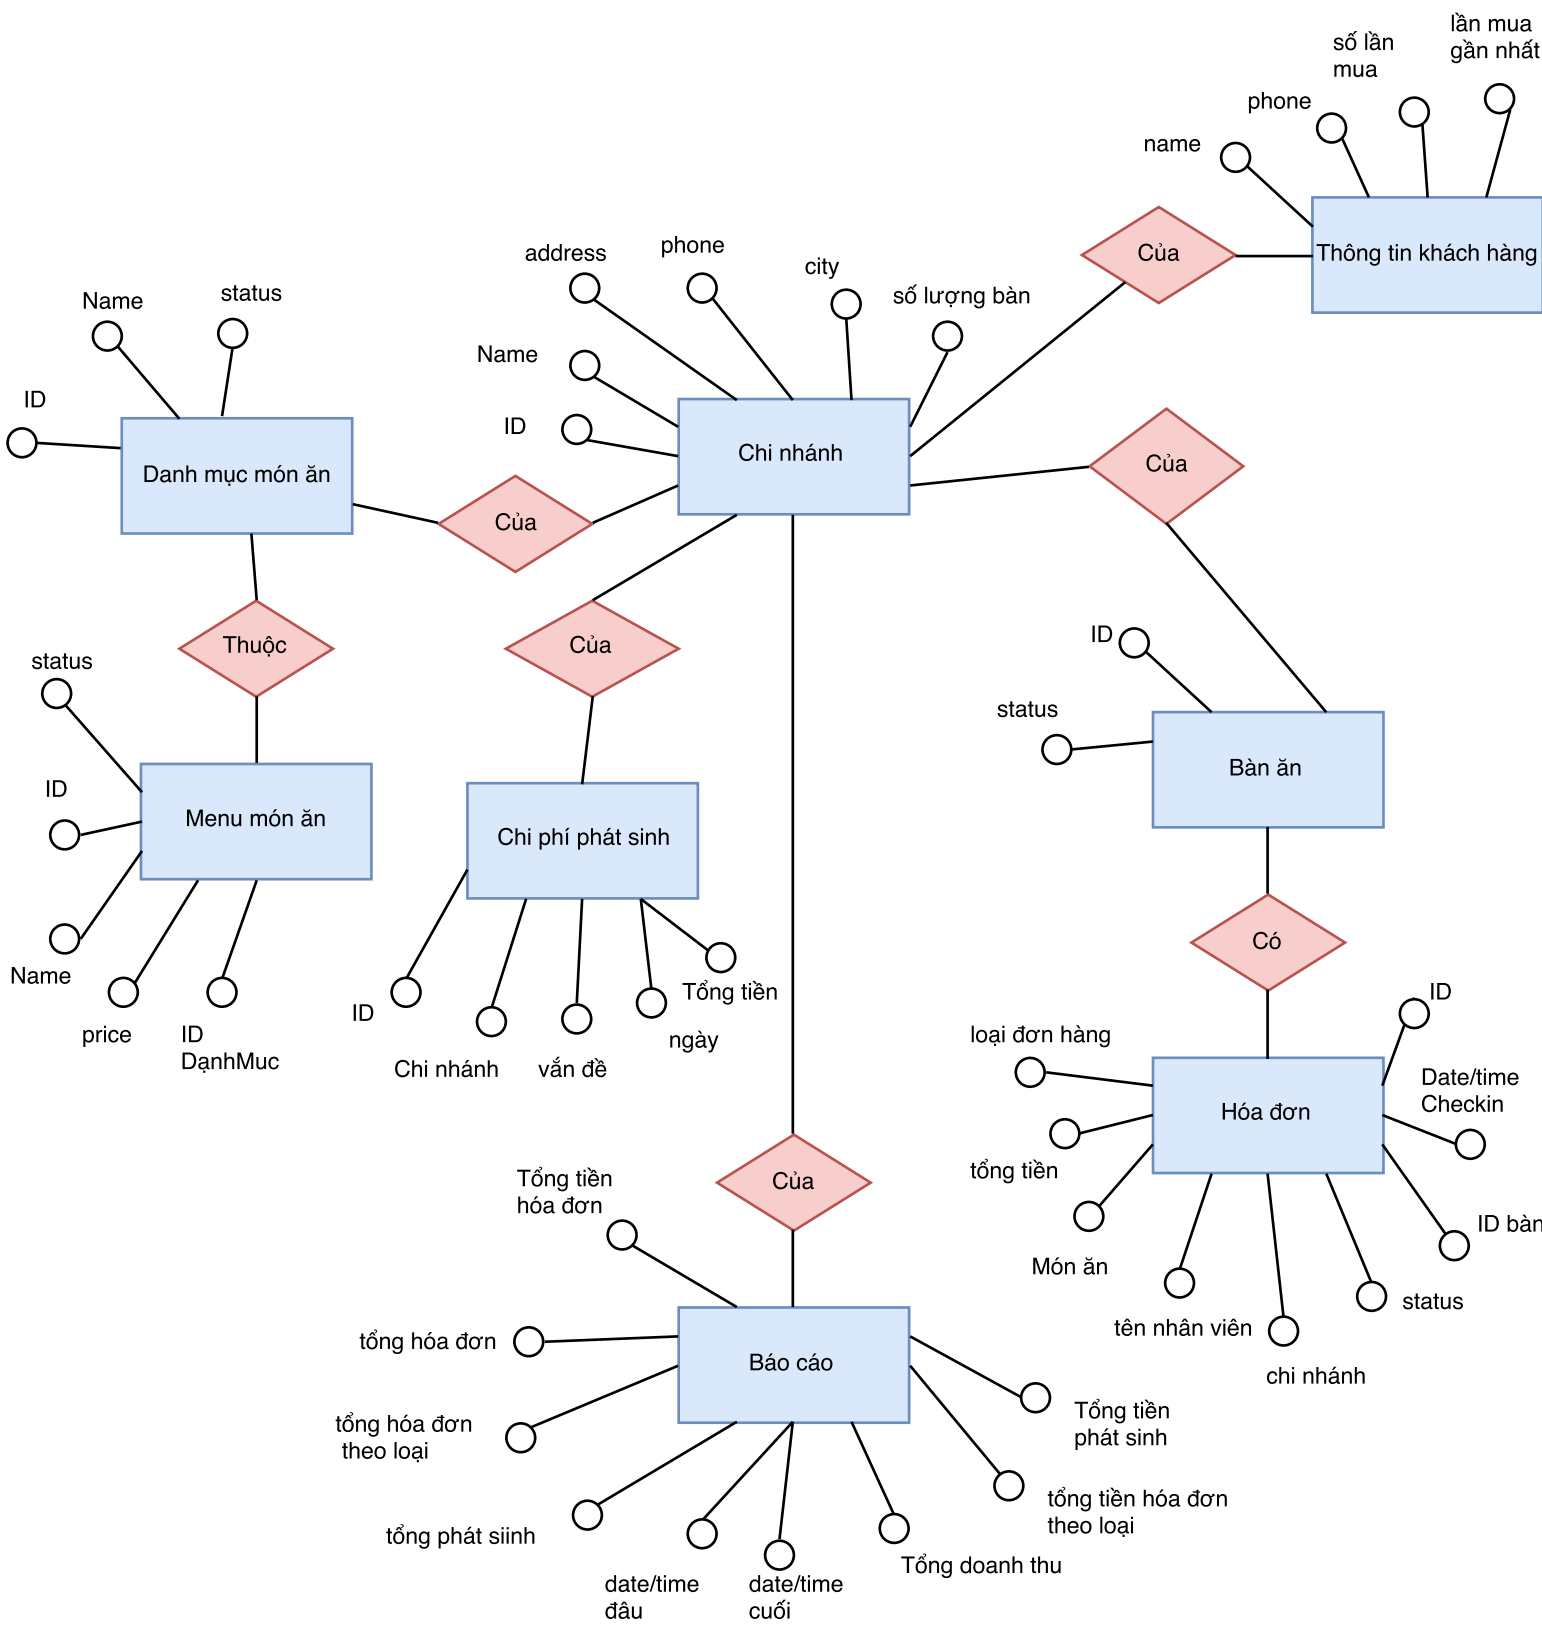 lần mua
gần nhất
số lần
mua
phone
name
Của
Thông tin khách hàng
address
phone
city
số lượng bàn
Name
status
Name
ID
ID
Chi nhánh
Danh mục món ăn
Của
Của
Thuộc
Của
status
ID
status
ID
Bàn ăn
Menu món ăn
Chi phí phát sinh
Có
Name
price
ID
DạnhMuc
ID
Tổng tiền
ngày
Chi nhánh
vắn đề
ID
loại đơn hàng
Date/time
Checkin
Hóa đơn
tổng tiền
Của
Tổng tiền
hóa đơn
ID bàn
Món ăn
status
tên nhân viên
chi nhánh
tổng hóa đơn
Báo cáo
tổng hóa đơn
theo loại
Tổng tiền
phát sinh
tổng tiền hóa đơn
theo loại
tổng phát siinh
Tổng doanh thu
date/time
đâu
date/time
cuối